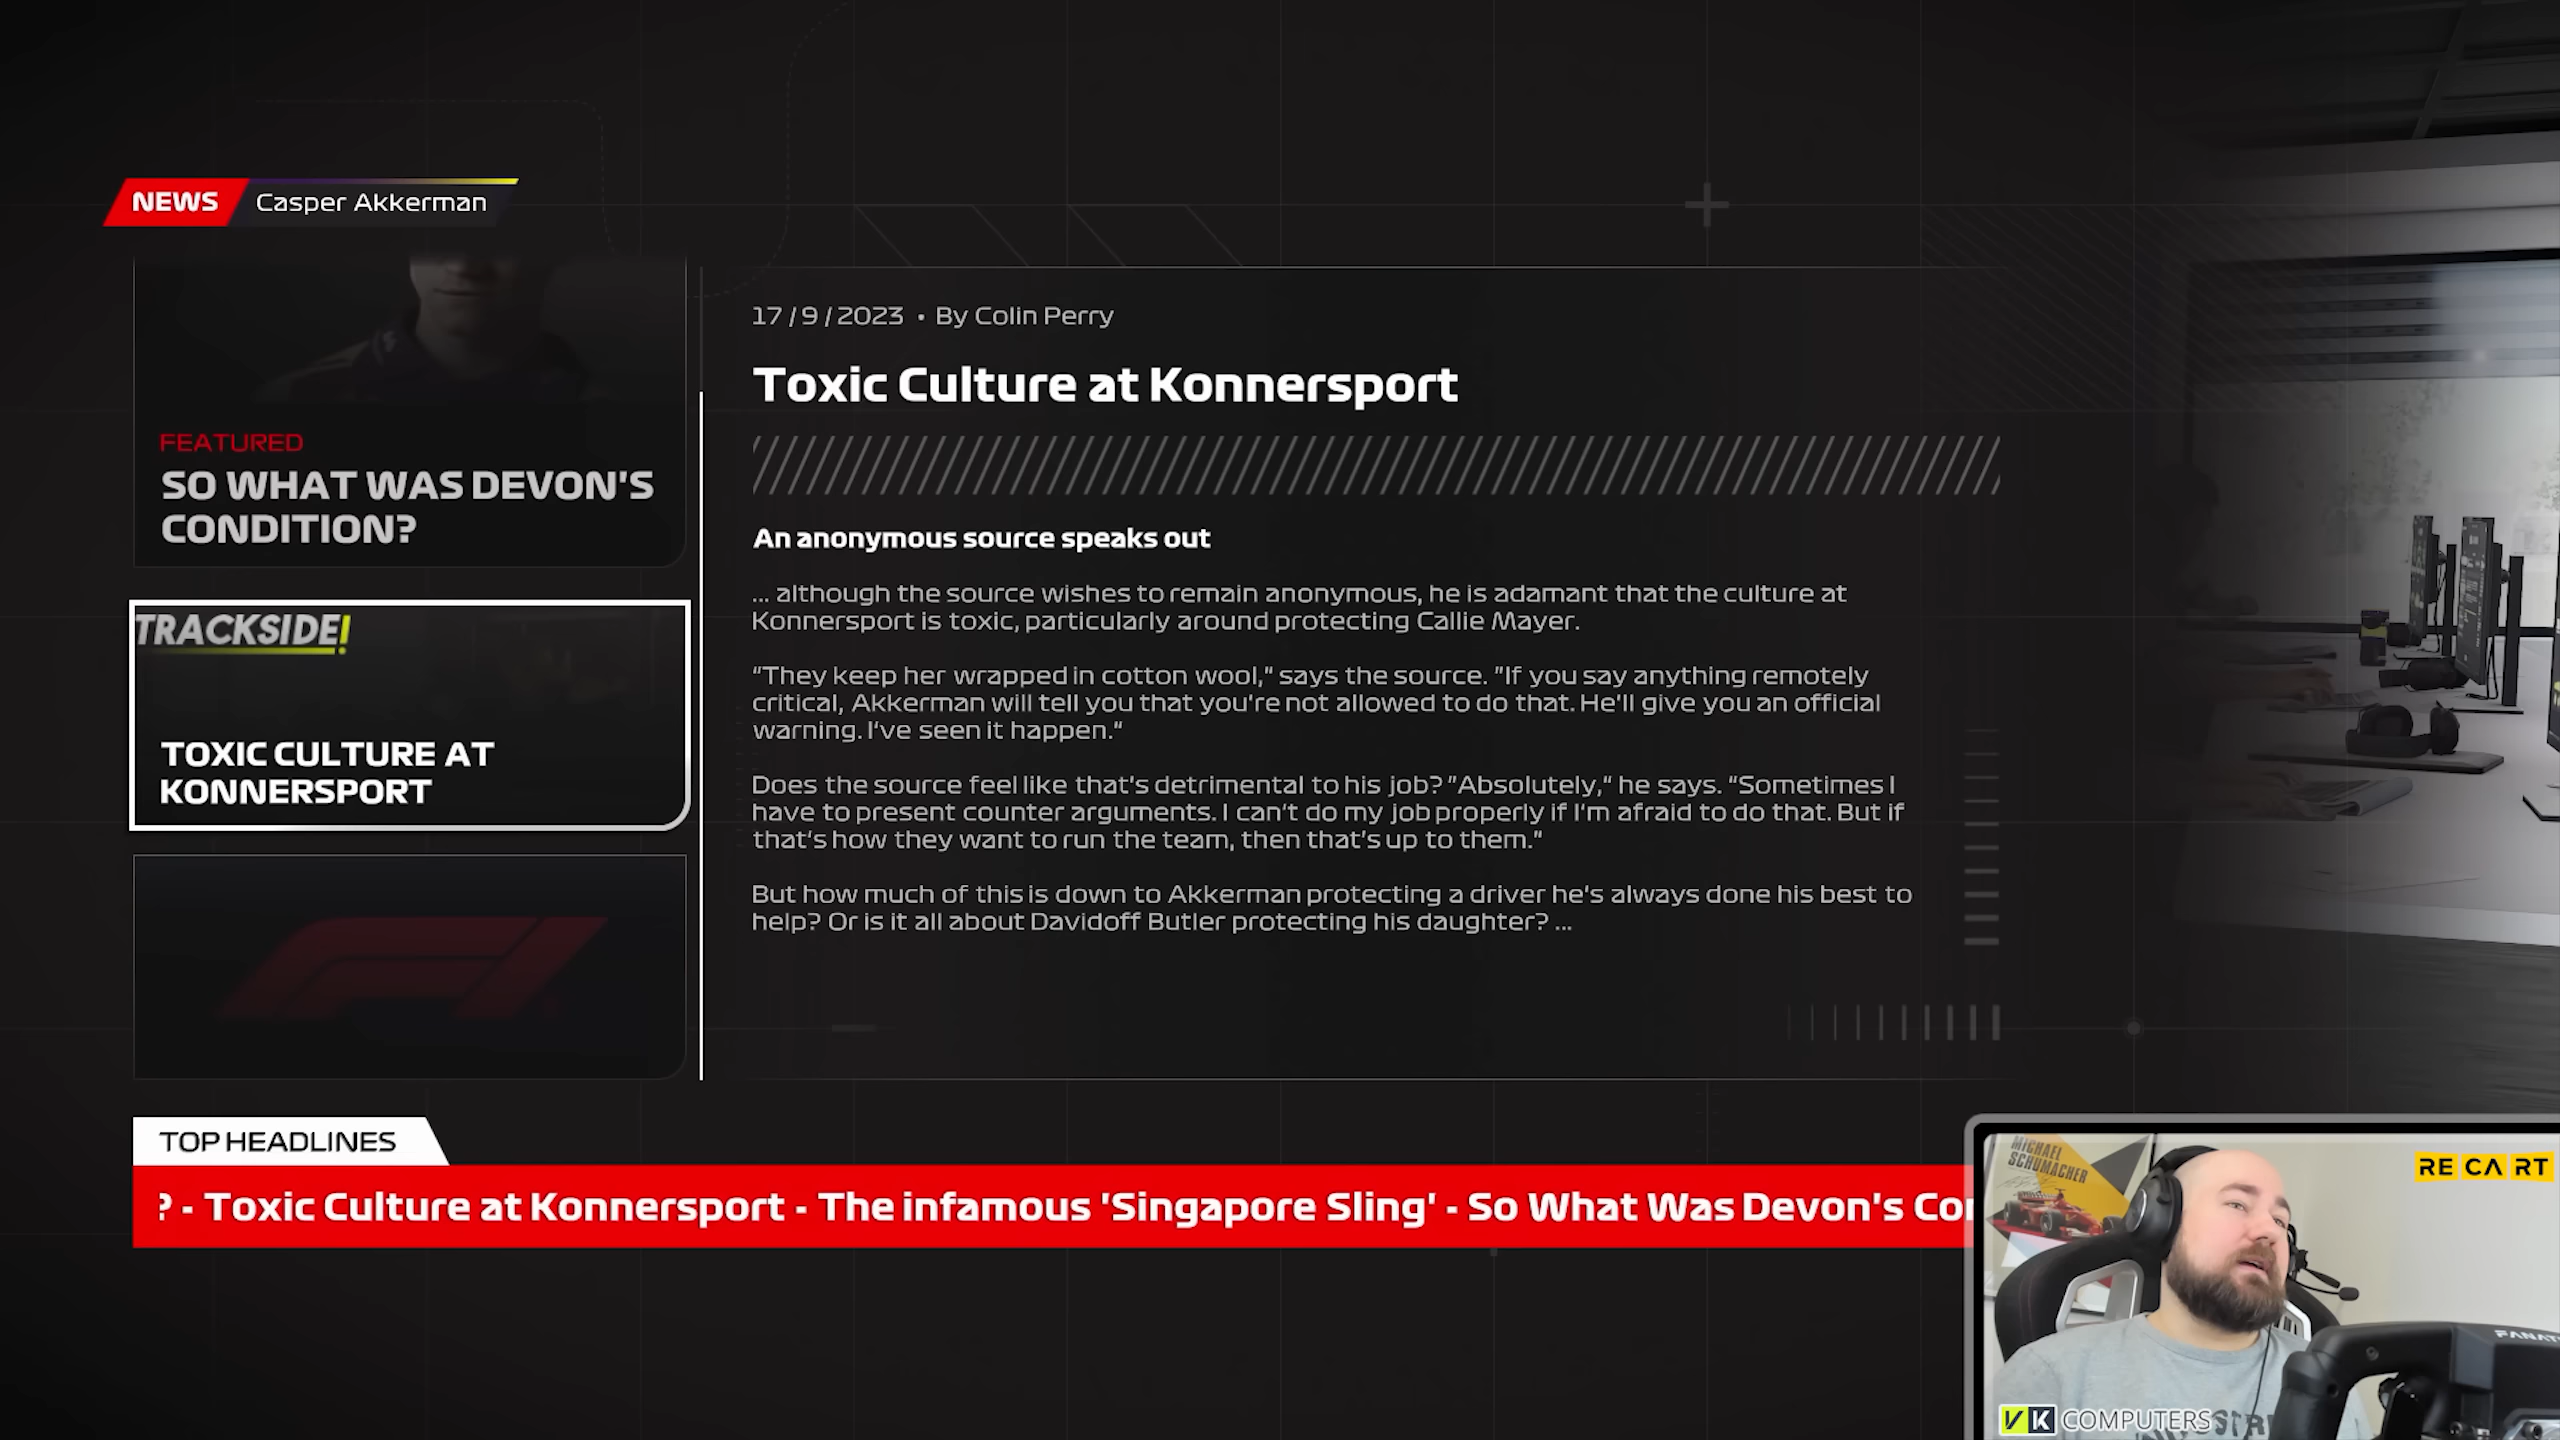 NEWS
Casper Akkerman
FEATURED
SO WHAT WAS DEVON'S
CONDITION?
TRACKSIDE!
TOXIC CULTURE AT
KONNERSPORT
17/9/2023 • By Colin Perry
Toxic Culture at Konnersport
An anonymous source speaks out
... although the source wishes to remain anonymous, he is adamant that the culture at
Konnersport is toxic, particularly around protecting Callie Mayer.
"They keep her wrapped in cotton wool," says the source. "If you say anything remotely
critical, Akkerman will tell you that you're not allowed to do that. He'll give you an official
warning. I've seen it happen."
Does the source feel like that's detrimental to his job? "Absolutely," he says. "Sometimes I
have to present counter arguments. I can't do my job properly if I'm afraid to do that. But if
that's how they want to run the team, then that's up to them."
But how much of this is down to Akkerman protecting a driver he's always done his best to
help? Or is it all about Davidoff Butler protecting his daughter? ...
TOP HEADLINES
? - Toxic Culture at Konnersport - The infamous 'Singapore Sling' - So What Was Devon's Co
MICHAEL
SCHUMACHER
RE CA RT
FANAT
VK COMPUTERS